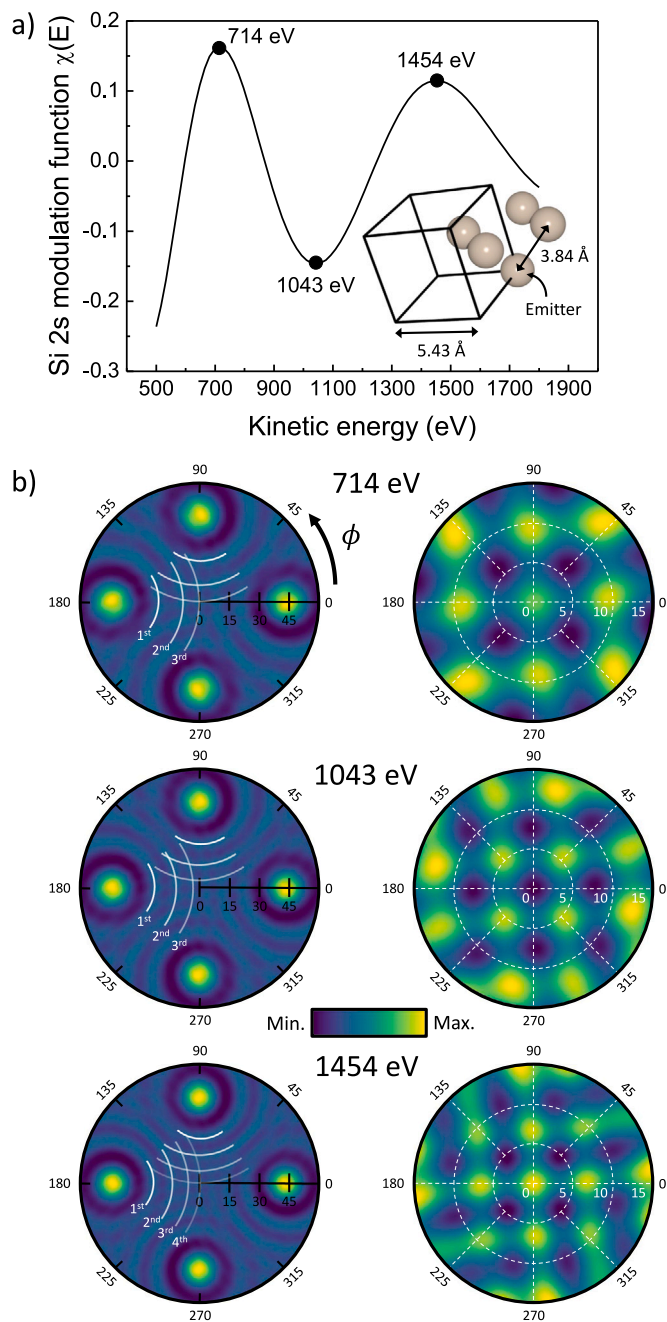 a)
Si 2s modulation function χ(E)
0.2
0.1
0.0
-0.1
-0.2
-0.3
714 eV
1454 eV
1043 eV
3.84 Å
Emitter
5.43 Å
500 700 900 1100 1300 1500 1700 1900
Kinetic energy (eV)
b)
714 eV
90
135
ϕ
45
180
0 15 30 45
0
1st
2nd
3rd
225
315
270
90
135
45
180
0 5 10 15
0
225
315
270
1043 eV
90
135
45
180
0 15 30 45
0
1st
2nd
3rd
225
315
270
90
135
45
180
0 5 10 15
0
225
315
270
Min. Max.
1454 eV
90
135
45
180
0 15 30 45
0
1st
2nd
3rd
4th
225
315
270
90
135
45
180
0 5 10 15
0
225
315
270